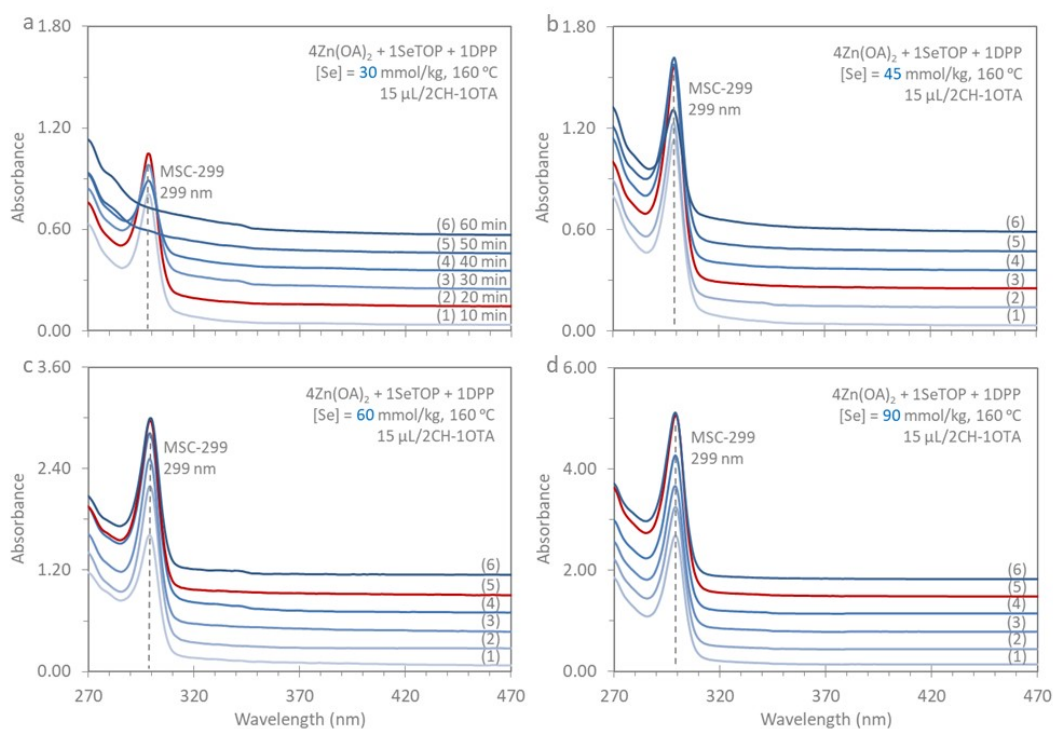 a
1.80
1.20
0.60
0.00
Absorbance
4Zn(OA)₂ + 1SeTOP + 1DPP
[Se] = 30 mmol/kg, 160 ºC
15 µL/2CH-1OTA
MSC-299
299 nm
(6) 60 min
(5) 50 min
(4) 40 min
(3) 30 min
(2) 20 min
(1) 10 min
b
1.80
1.20
0.60
0.00
Absorbance
4Zn(OA)₂ + 1SeTOP + 1DPP
[Se] = 45 mmol/kg, 160 ºC
15 µL/2CH-1OTA
MSC-299
299 nm
(6)
(5)
(4)
(3)
(2)
(1)
c
3.60
2.40
1.20
0.00
Absorbance
4Zn(OA)₂ + 1SeTOP + 1DPP
[Se] = 60 mmol/kg, 160 ºC
15 µL/2CH-1OTA
MSC-299
299 nm
(6)
(5)
(4)
(3)
(2)
(1)
270 320 370 420 470
Wavelength (nm)
d
6.00
4.00
2.00
0.00
Absorbance
4Zn(OA)₂ + 1SeTOP + 1DPP
[Se] = 90 mmol/kg, 160 ºC
15 µL/2CH-1OTA
MSC-299
299 nm
(6)
(5)
(4)
(3)
(2)
(1)
270 320 370 420 470
Wavelength (nm)